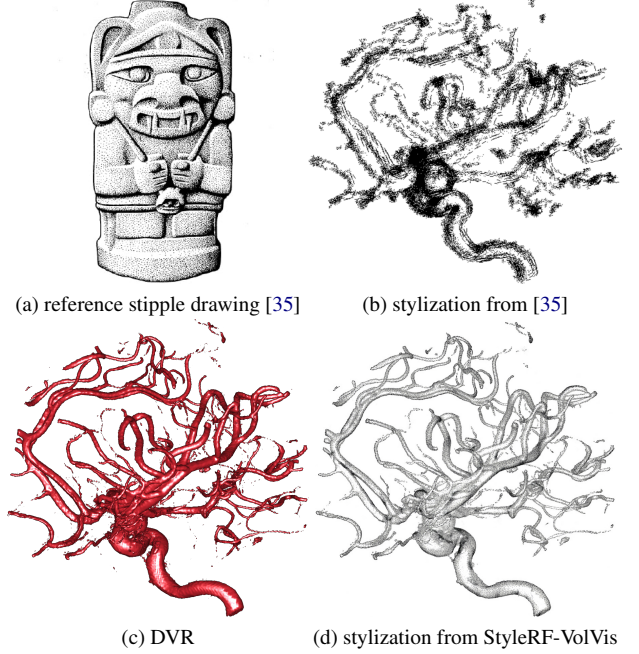 (a) reference stipple drawing [35]
(b) stylization from [35]
(c) DVR
(d) stylization from StyleRF-VolVis